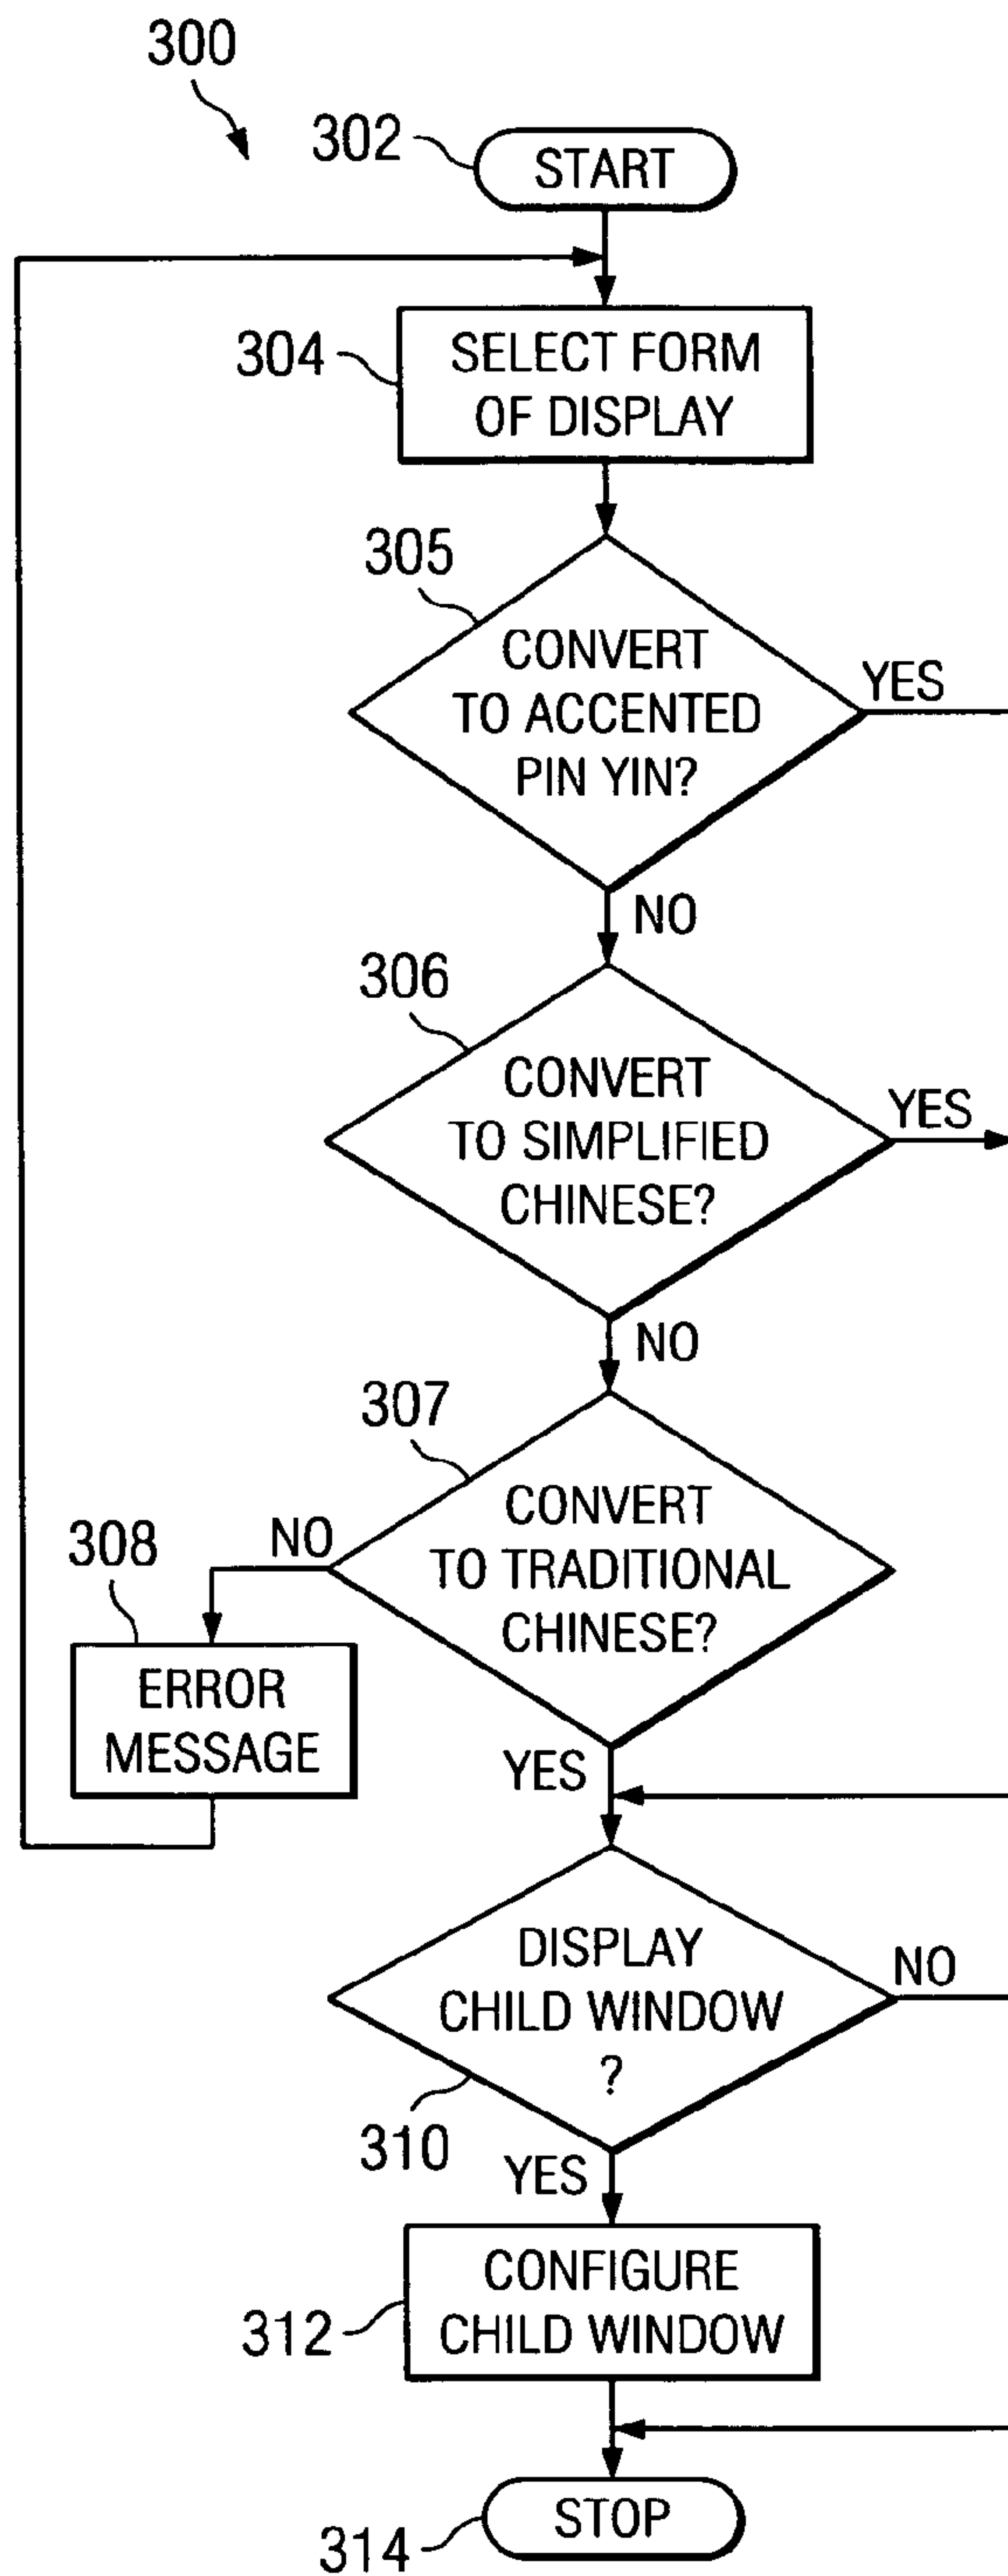 300
302
START
304
SELECT FORM
OF DISPLAY
305
CONVERT
TO ACCENTED
PIN YIN?
YES
NO
306
CONVERT
TO SIMPLIFIED
CHINESE?
YES
NO
307
CONVERT
TO TRADITIONAL
CHINESE?
NO
308
ERROR
MESSAGE
YES
DISPLAY
CHILD WINDOW
?
NO
310
YES
CONFIGURE
CHILD WINDOW
312
STOP
314